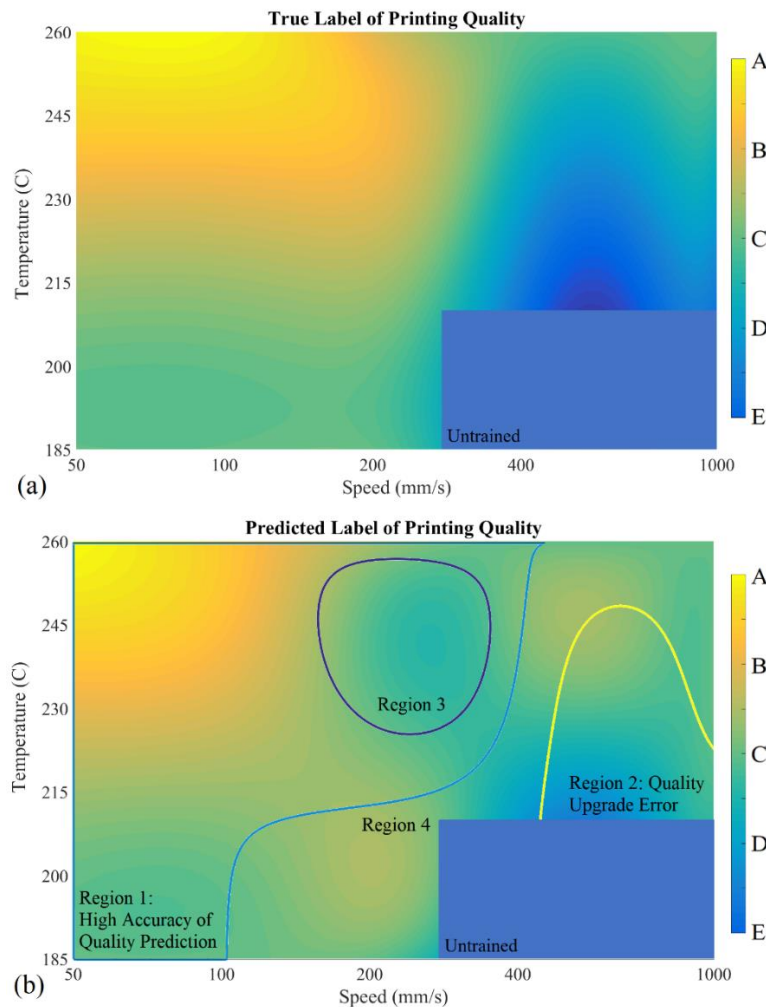 True Label of Printing Quality
260
245
230
215
200
185
Temperature (C)
50
100
200
400
1000
Speed (mm/s)
Untrained
A
B
C
D
E
(a)
Predicted Label of Printing Quality
260
245
230
215
200
185
Temperature (C)
Region 3
Region 2: Quality
Upgrade Error
Region 4
Region 1:
High Accuracy of
Quality Prediction
Untrained
50
100
200
400
1000
Speed (mm/s)
A
B
C
D
E
(b)